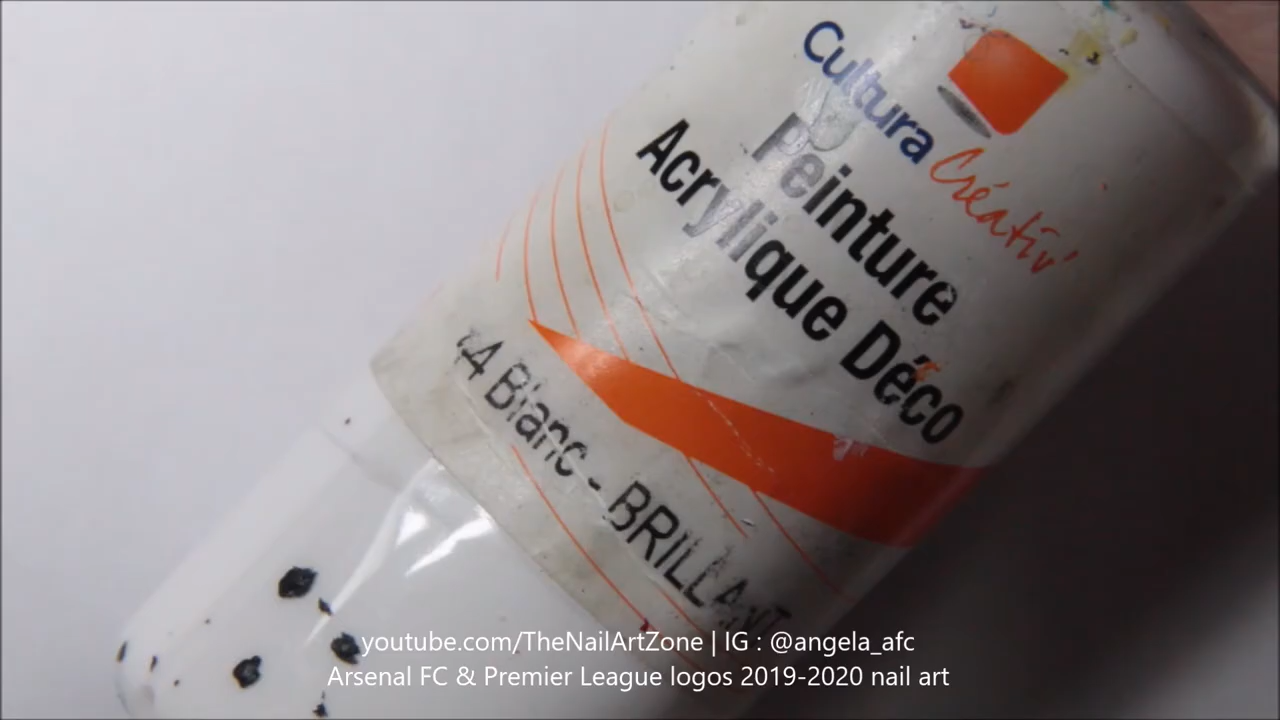 Cultura
Créativ'
Peinture
Acrylique Déco
44 Blanc - BRILLANT
youtube.com/TheNailArtZone | IG : @angela_afc
Arsenal FC & Premier League logos 2019-2020 nail art